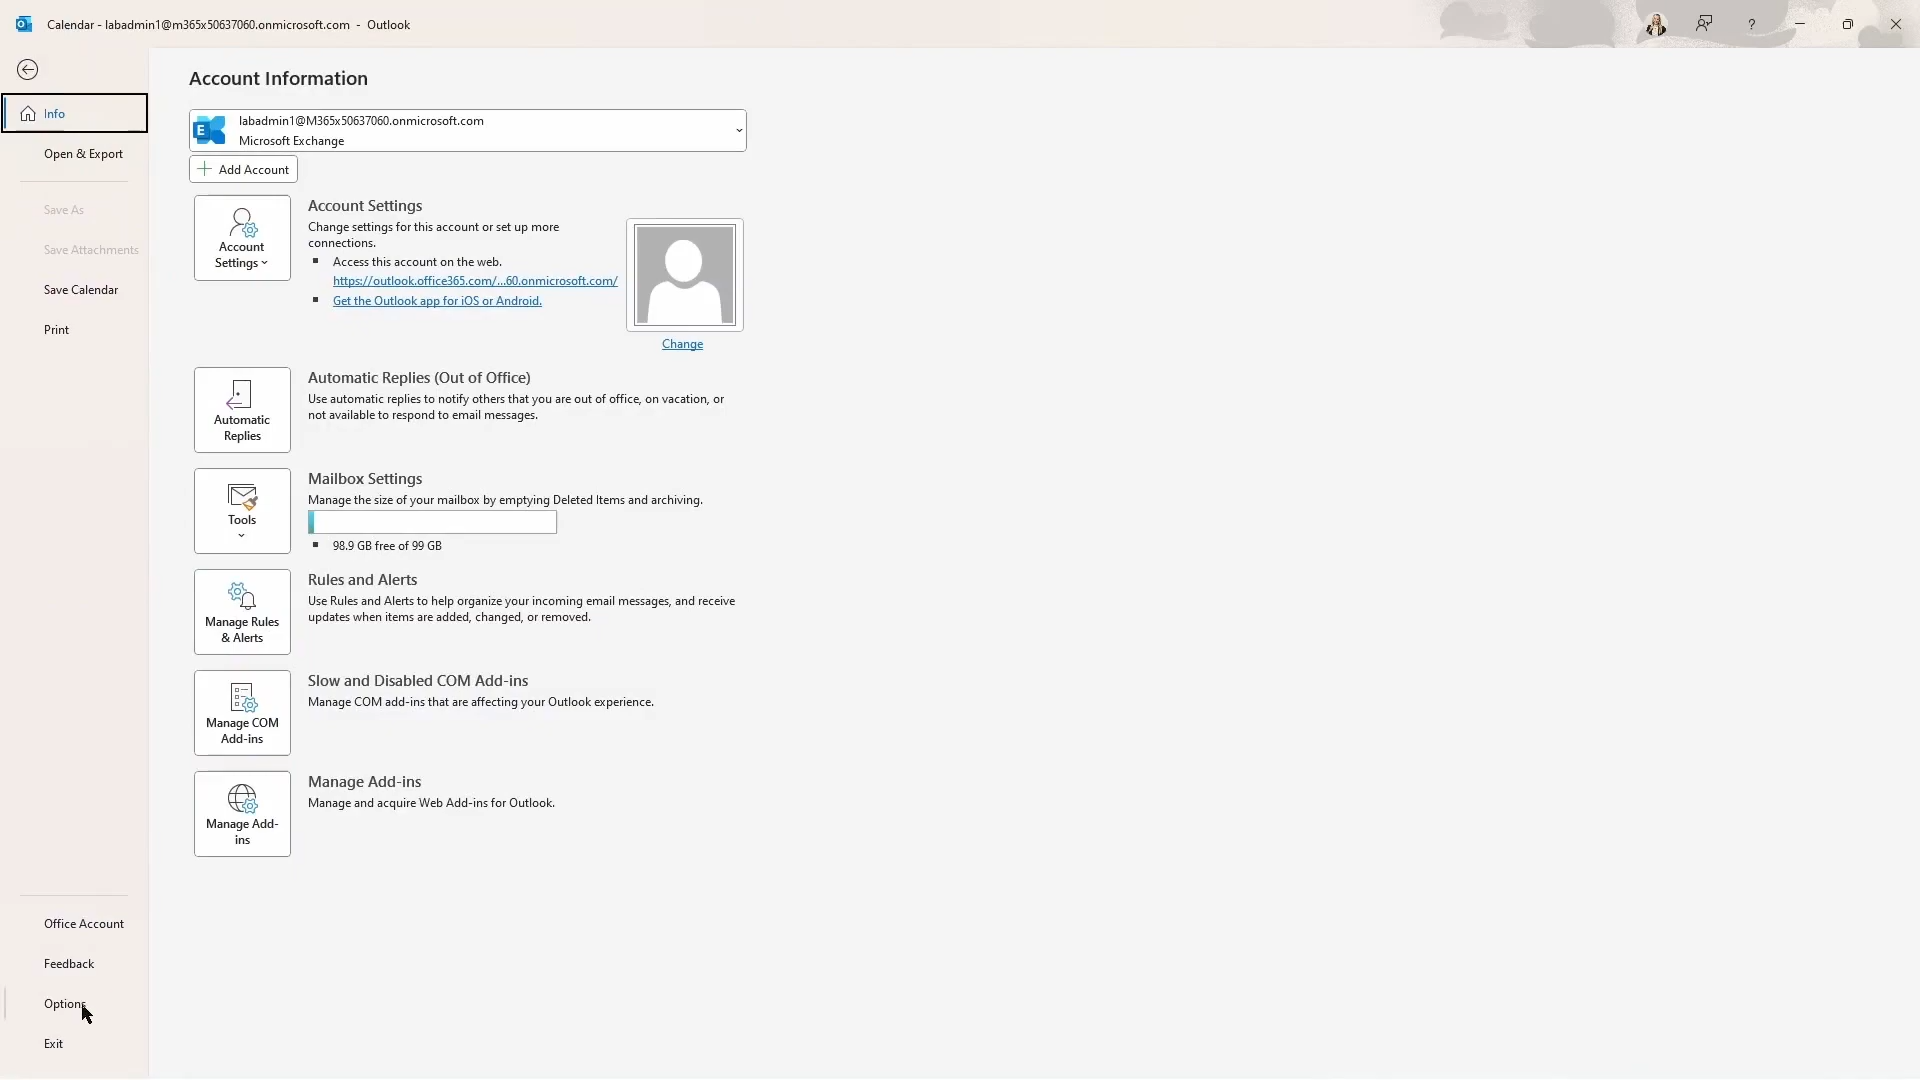 Calendar - labadmin1@m365x50637060.onmicrosoft.com - Outlook
Info
Open & Export
Save As
Save Attachments
Save Calendar
Print
Office Account
Feedback
Options
Exit
Account Information
labadmin1@M365x50637060.onmicrosoft.com
Microsoft Exchange
Add Account
Account
Settings
Account Settings
Change settings for this account or set up more
connections.
Access this account on the web.
https://outlook.office365.com/...60.onmicrosoft.com/
Get the Outlook app for iOS or Android.
Change
Automatic
Replies
Automatic Replies (Out of Office)
Use automatic replies to notify others that you are out of office, on vacation, or
not available to respond to email messages.
Tools
Mailbox Settings
Manage the size of your mailbox by emptying Deleted Items and archiving.
98.9 GB free of 99 GB
Manage Rules
& Alerts
Rules and Alerts
Use Rules and Alerts to help organize your incoming email messages, and receive
updates when items are added, changed, or removed.
Manage COM
Add-ins
Slow and Disabled COM Add-ins
Manage COM add-ins that are affecting your Outlook experience.
Manage Add-
ins
Manage Add-ins
Manage and acquire Web Add-ins for Outlook.